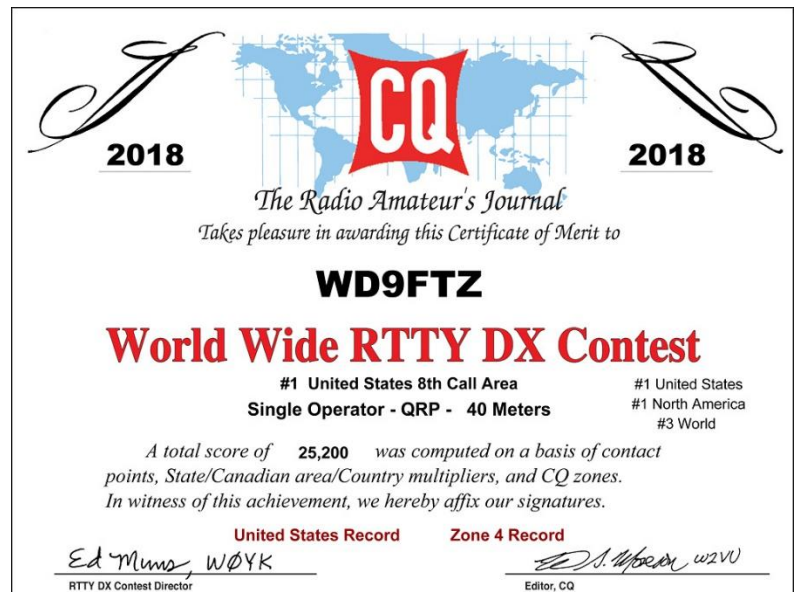 2018
CQ
2018
The Radio Amateur's Journal
Takes pleasure in awarding this Certificate of Merit to
WD9FTZ
World Wide RTTY DX Contest
#1 United States 8th Call Area
Single Operator - QRP - 40 Meters
#1 United States
#1 North America
#3 World
A total score of 25,200 was computed on a basis of contact
points, State/Canadian area/Country multipliers, and CQ zones.
In witness of this achievement, we hereby affix our signatures.
United States Record Zone 4 Record
Ed Muns, WØYK
W2VU
RTTY DX Contest Director
Editor, CQ